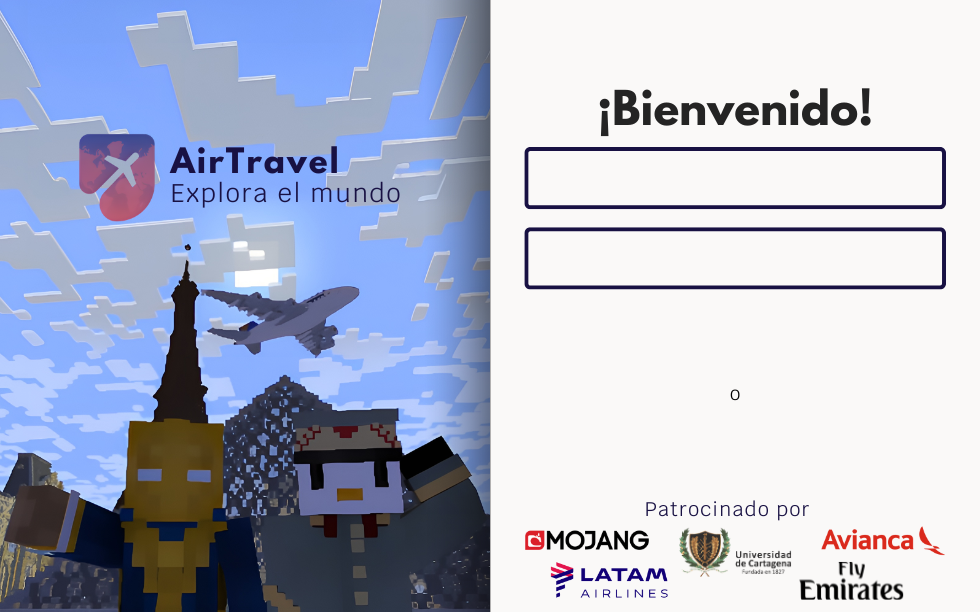 AirTravel
Explora el mundo
¡Bienvenido!
o
Patrocinado por
MOJANG
Universidad
de Cartagena
Fundada en 1827
Avianca
LATAM
AIRLINES
Fly
Emirates